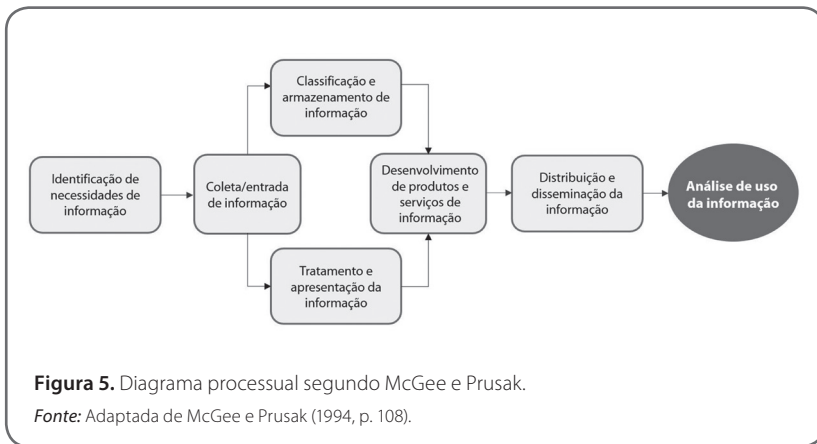 Identificação de
necessidades de
informação
Coleta/entrada
de informação
Classificação e
armazenamento de
informação
Tratamento e
apresentação da
informação
Desenvolvimento
de produtos e
serviços de
informação
Distribuição e
disseminação da
informação
Análise de uso
da informação
Figura 5. Diagrama processual segundo McGee e Prusak.
Fonte: Adaptada de McGee e Prusak (1994, p. 108).